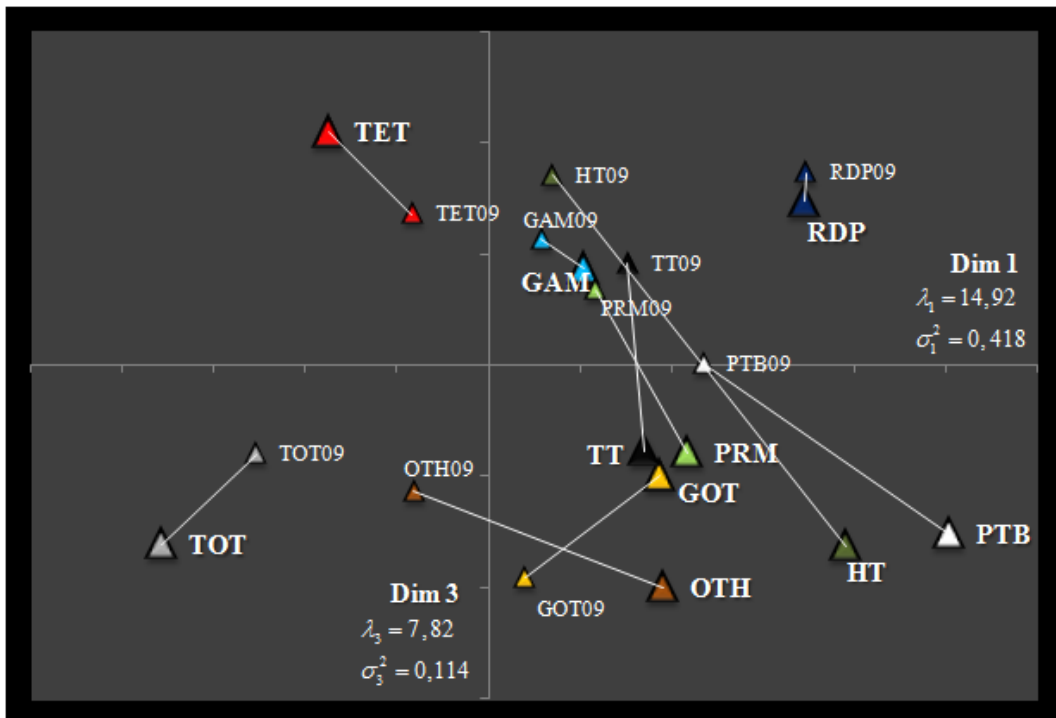 TET
TET09
HT09
RDP09
GAM09
RDP
TT09
GAM
PRM09
Dim 1
λ₁ = 14,92
σ₁² = 0,418
PTB09
TOT09
OTH09
TT
PRM
GOT
TOT
PTB
HT
OTH
GOT09
Dim 3
λ₃ = 7,82
σ₃² = 0,114